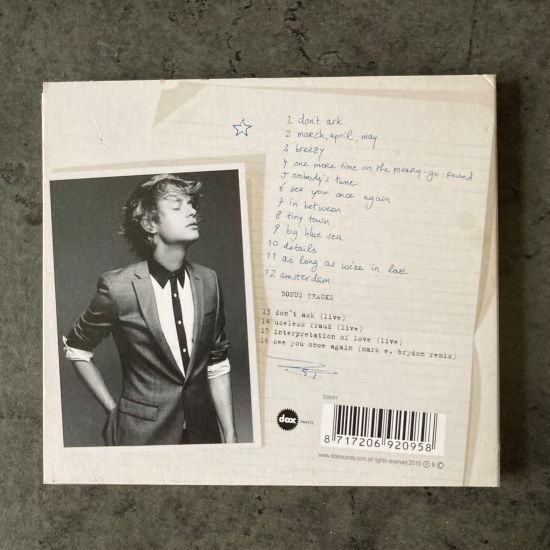 1 don't ask
2 march, april, may
3 breezy
4 one more time on the merry-go-round
5 nobody's tune
6 see you once again
7 in between
8 tiny town
9 big blue sea
10 details
11 as long as we're in love
12 amsterdam
BONUS TRACKS
13 don't ask (live)
14 useless fraud (live)
15 interpretation of love (live)
16 see you once again (mark e. brydon remix)
dox family
8 717206 920958
www.doxrecords.com all rights reserved 2010 ℗ & ©